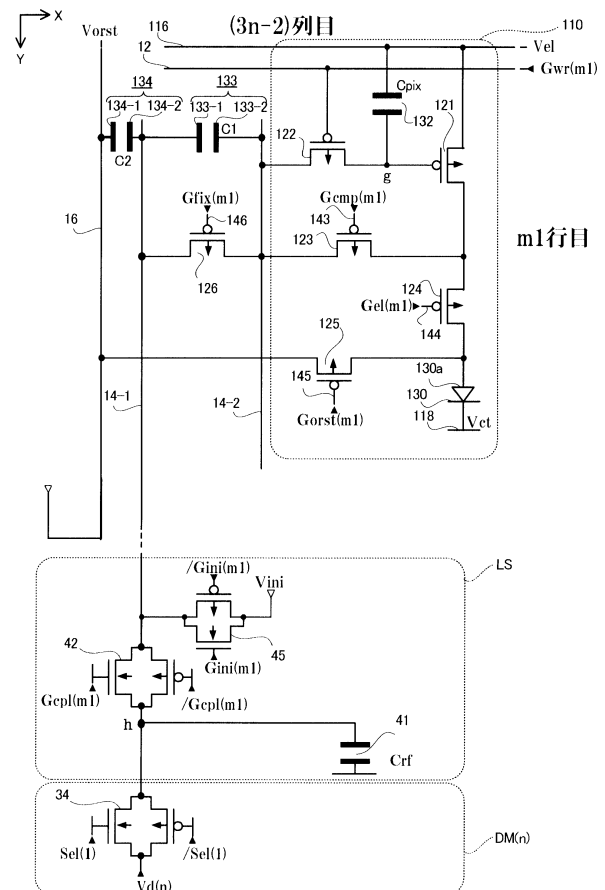 X
Y
Vorst
(3n-2)列目
110
116
Vel
12
Gwr(m1)
134
133
134-1
134-2
133-1
133-2
C2
C1
Cpix
132
122
121
g
16
Gfix(m1)
146
126
Gcmp(m1)
143
123
m1行目
124
Gel(m1)
144
125
145
Gorst(m1)
130a
130
118
Vct
14-1
14-2
LS
/Gini(m1)
Vini
42
45
Gini(m1)
Gcpl(m1)
/Gcpl(m1)
h
41
Crf
34
Sel(1)
/Sel(1)
DM(n)
Vd(n)